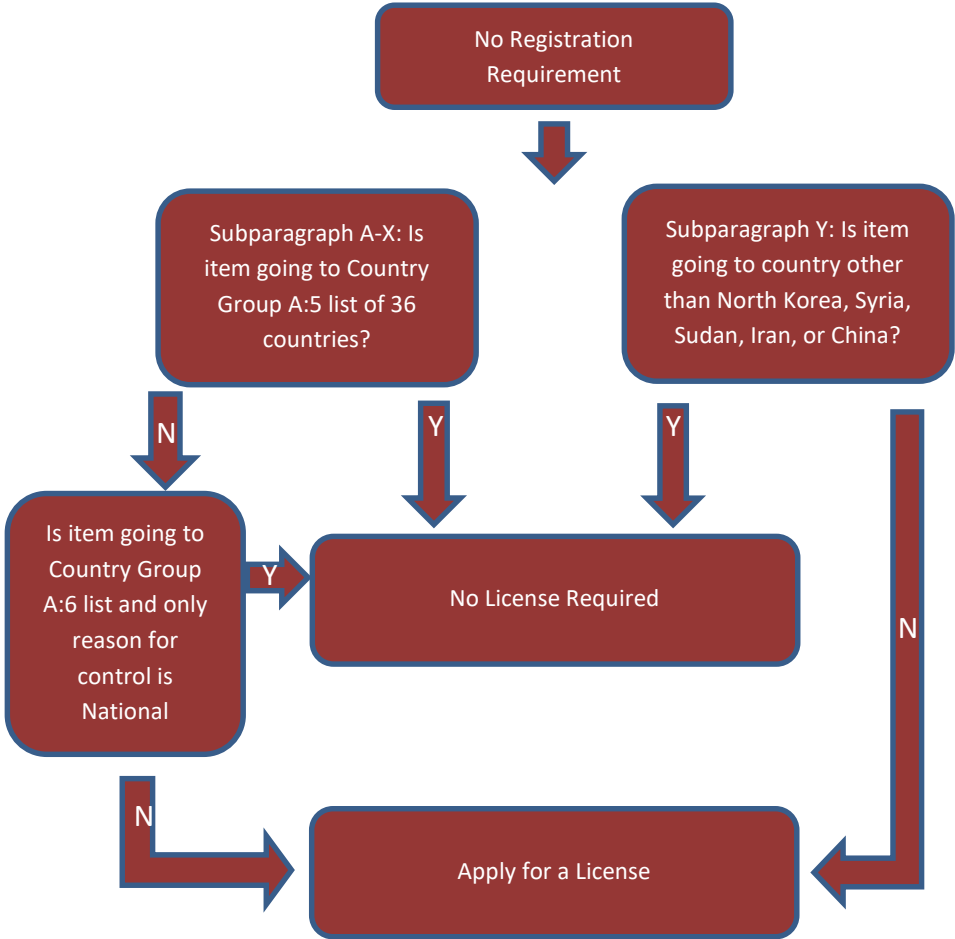 No Registration
Requirement
Subparagraph A-X: Is
item going to Country
Group A:5 list of 36
countries?
Subparagraph Y: Is item
going to country other
than North Korea, Syria,
Sudan, Iran, or China?
N
Y
Y
Is item going to
Country Group
A:6 list and only
reason for
control is
National
Y
No License Required
N
N
Apply for a License